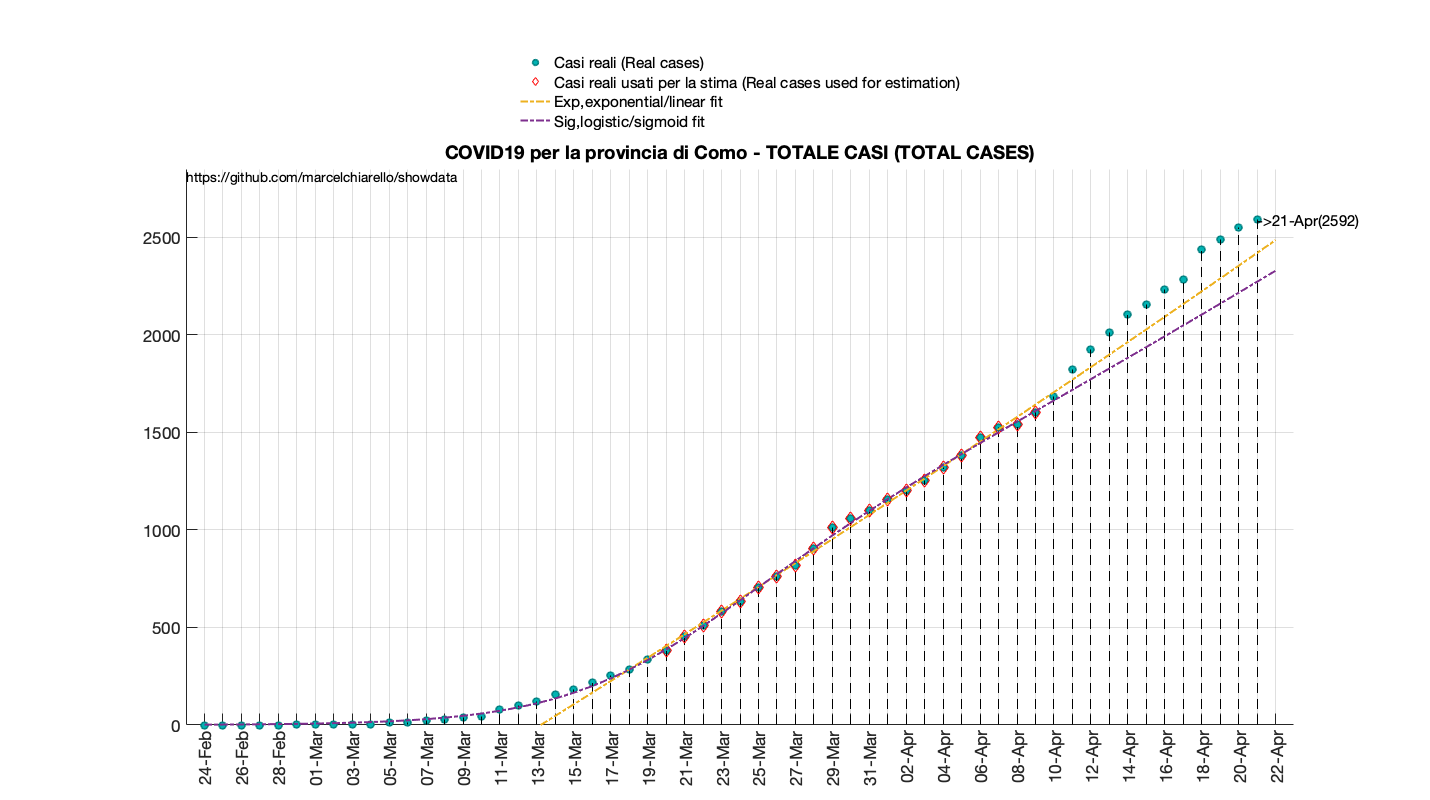 Casi reali (Real cases)
Casi reali usati per la stima (Real cases used for estimation)
Exp,exponential/linear fit
Sig,logistic/sigmoid fit
COVID19 per la provincia di Como - TOTALE CASI (TOTAL CASES)
https://github.com/marcelchiarello/showdata
->21-Apr(2592)
2500
2000
1500
1000
500
0
24-Feb
26-Feb
28-Feb
01-Mar
03-Mar
05-Mar
07-Mar
09-Mar
11-Mar
13-Mar
15-Mar
17-Mar
19-Mar
21-Mar
23-Mar
25-Mar
27-Mar
29-Mar
31-Mar
02-Apr
04-Apr
06-Apr
08-Apr
10-Apr
12-Apr
14-Apr
16-Apr
18-Apr
20-Apr
22-Apr